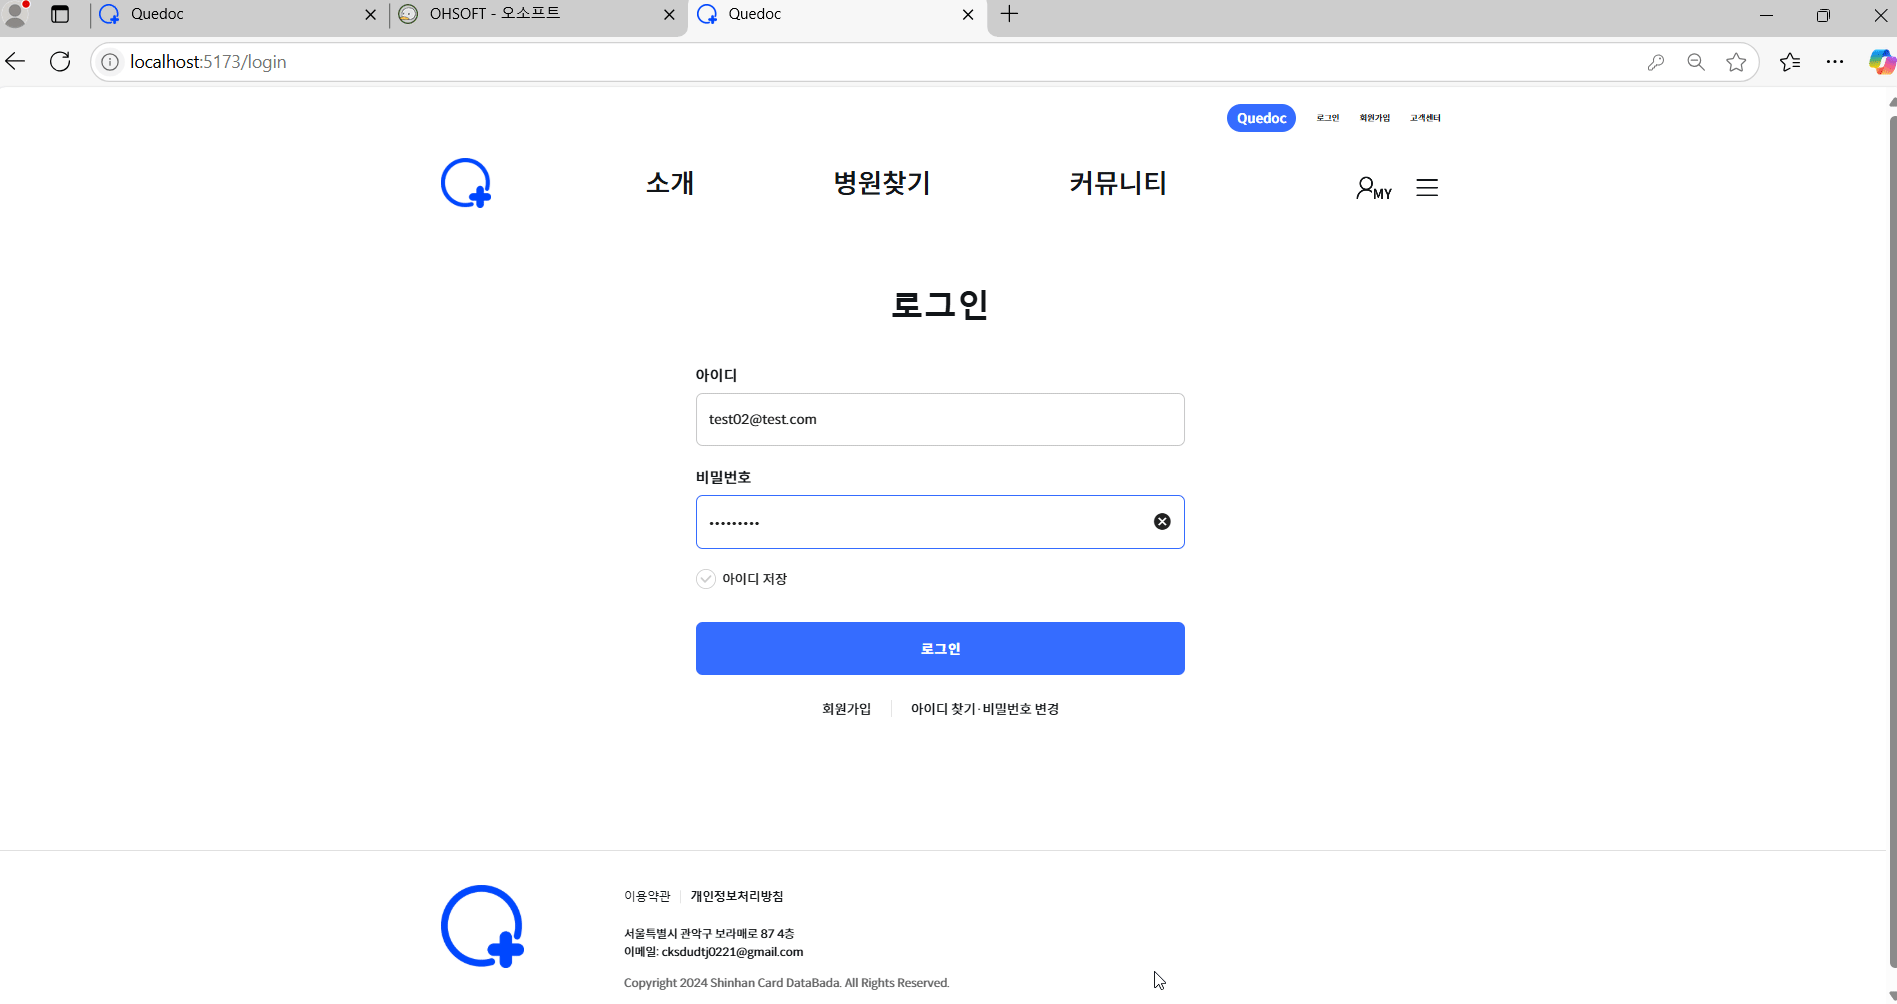 Quedoc
OHSOFT - 오소프트
Quedoc
localhost:5173/login
Quedoc 로그인 회원가입 고객센터
소개 병원찾기 커뮤니티 MY
로그인
아이디
test02@test.com
비밀번호
•••••••••
아이디 저장
로그인
회원가입 아이디 찾기·비밀번호 변경
이용약관 개인정보처리방침
서울특별시 관악구 보라매로 87 4층
이메일: cksdudtj0221@gmail.com
Copyright 2024 Shinhan Card DataBada. All Rights Reserved.